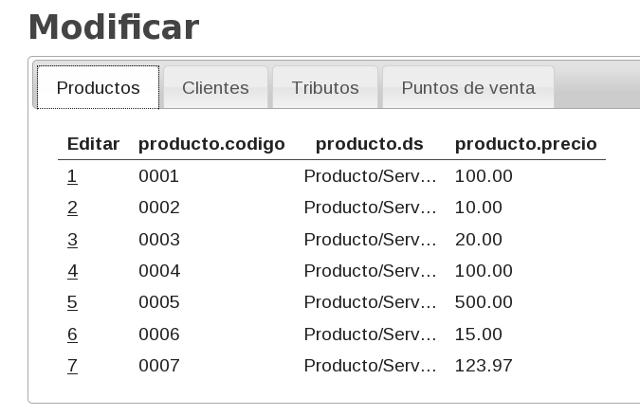 Modificar
Productos Clientes Tributos Puntos de venta
Editar producto.codigo producto.ds producto.precio
1 0001 Producto/Serv... 100.00
2 0002 Producto/Serv... 10.00
3 0003 Producto/Serv... 20.00
4 0004 Producto/Serv... 100.00
5 0005 Producto/Serv... 500.00
6 0006 Producto/Serv... 15.00
7 0007 Producto/Serv... 123.97